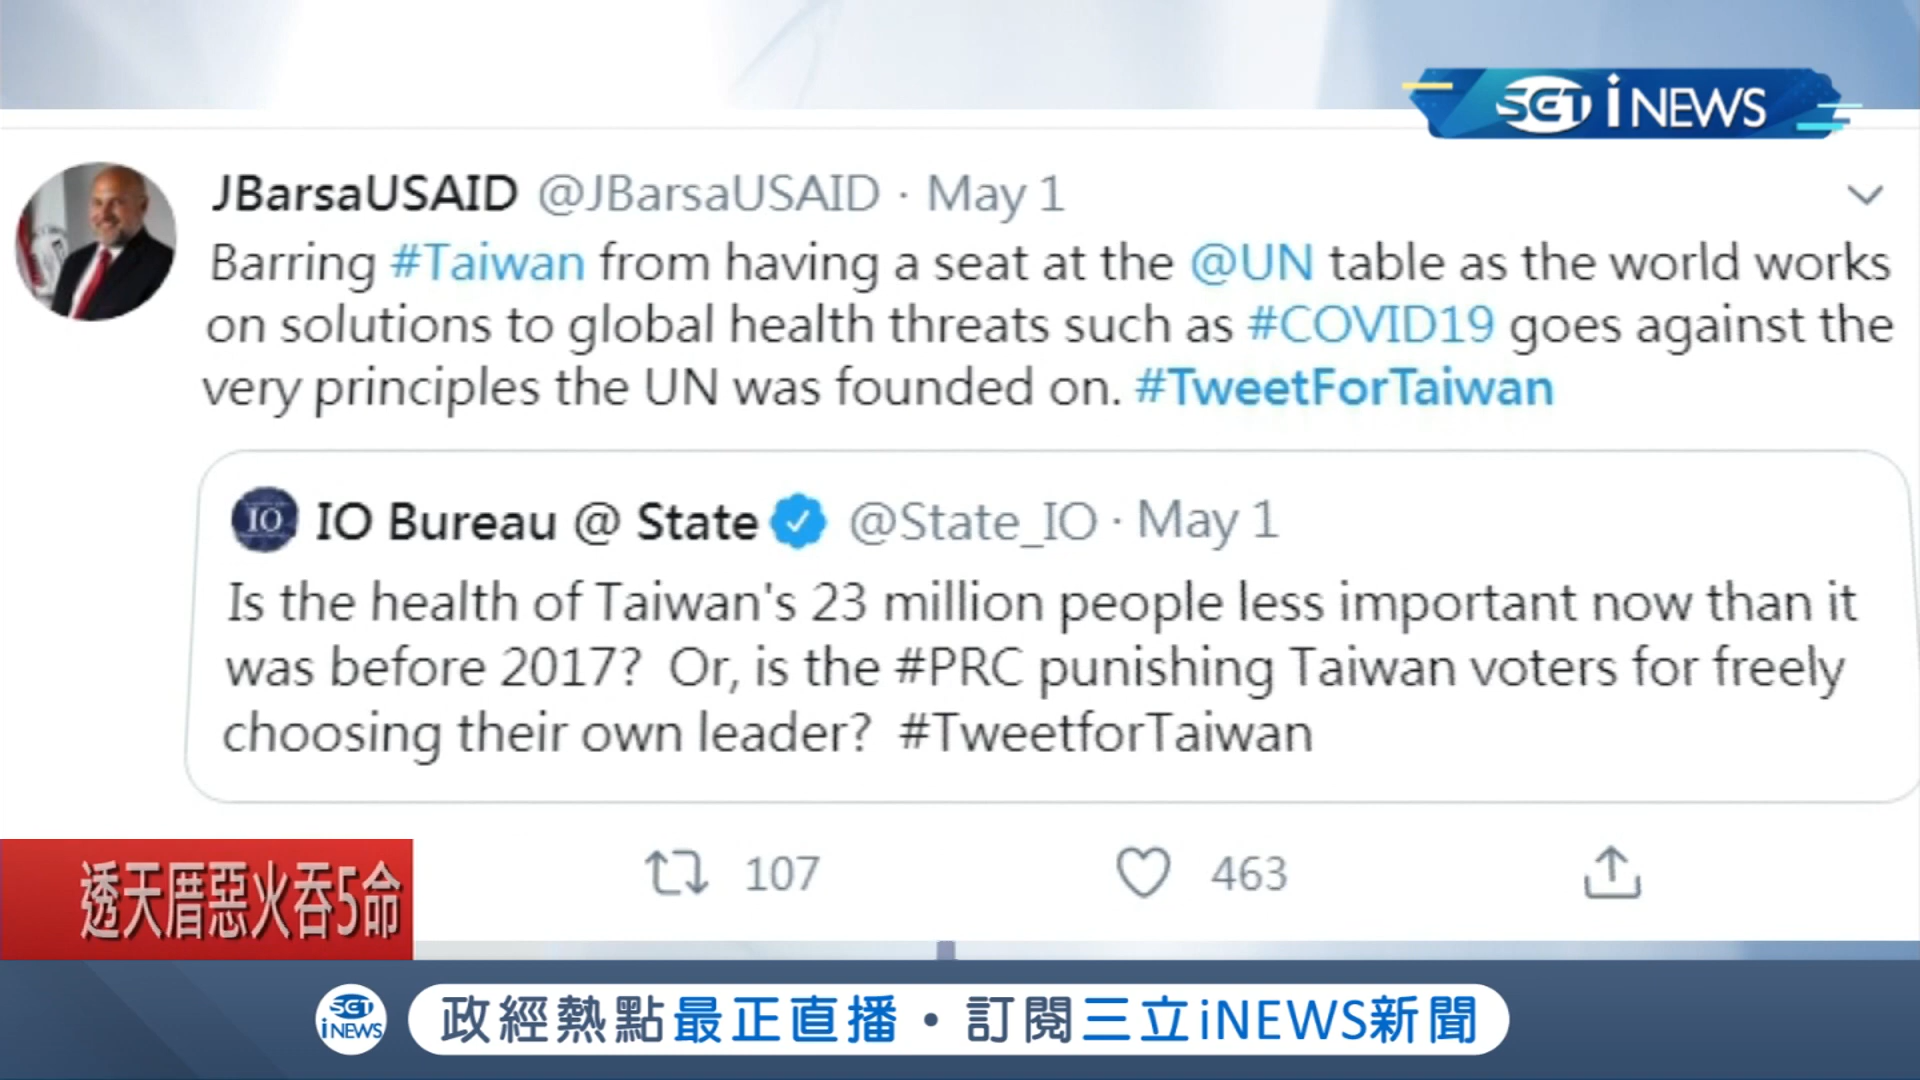 SET iNEWS
JBarsaUSAID @JBarsaUSAID · May 1
Barring #Taiwan from having a seat at the @UN table as the world works
on solutions to global health threats such as #COVID19 goes against the
very principles the UN was founded on. #TweetForTaiwan
IO IO Bureau @ State @State_IO · May 1
Is the health of Taiwan's 23 million people less important now than it
was before 2017? Or, is the #PRC punishing Taiwan voters for freely
choosing their own leader? #TweetforTaiwan
107 463
透天厝惡火吞5命
SET
iNEWS
政經熱點最正直播・訂閱三立iNEWS新聞